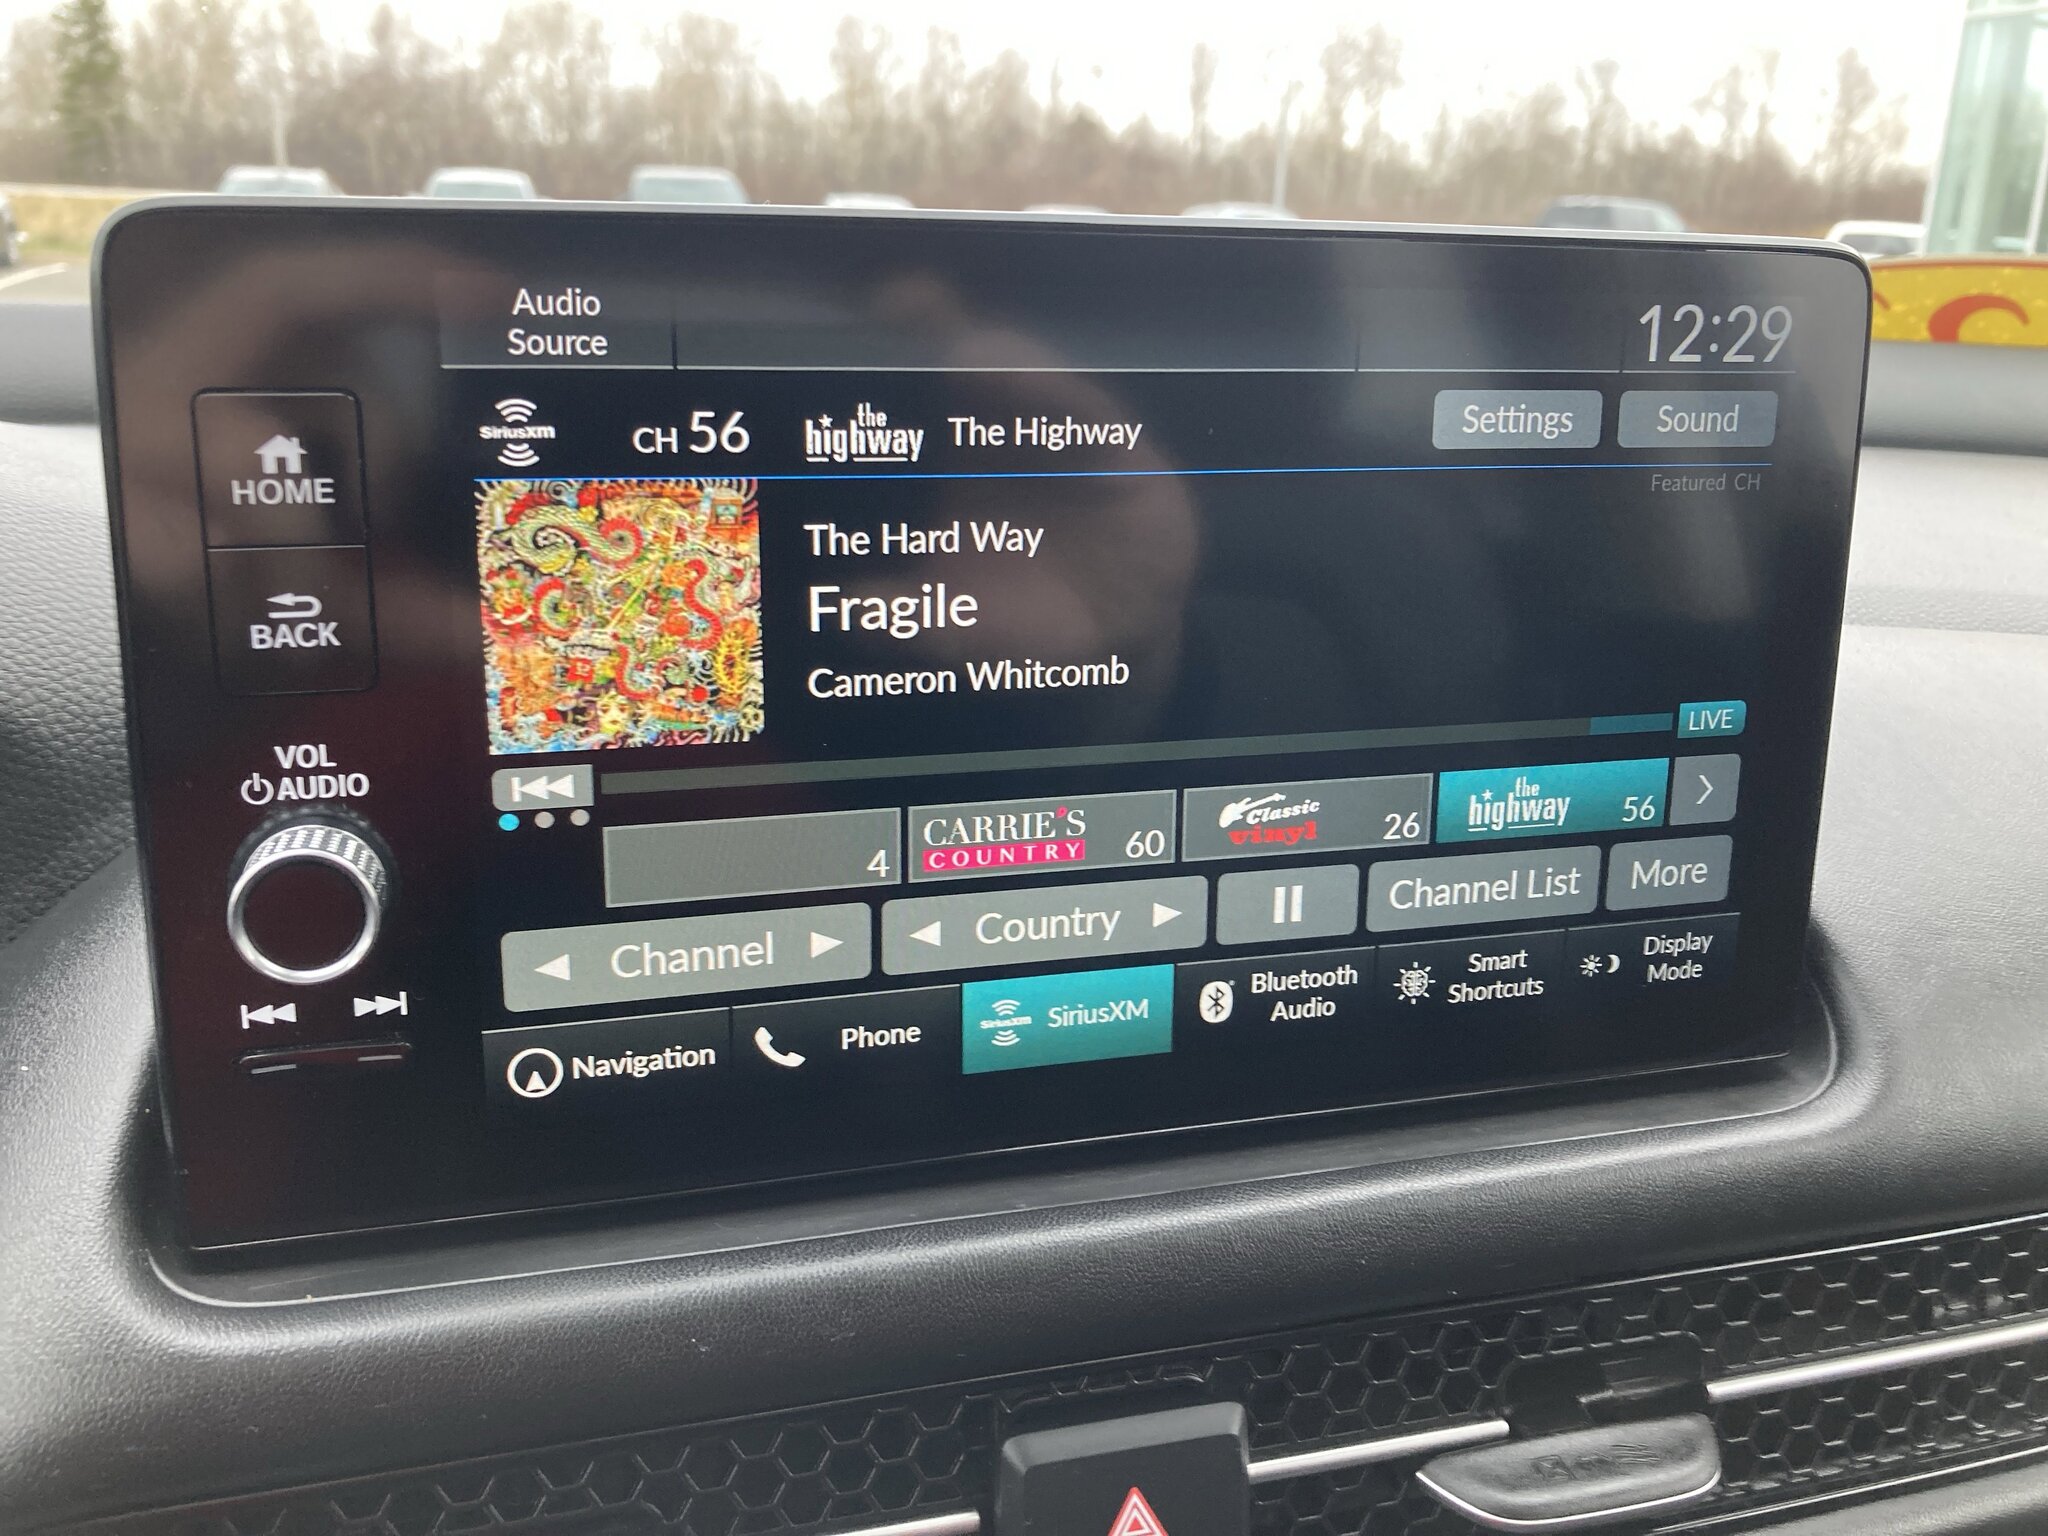 Audio
Source
12:29
siriusxm
CH 56
the
highway
The Highway
Settings
Sound
Featured CH
HOME
BACK
The Hard Way
Fragile
Cameron Whitcomb
LIVE
VOL
AUDIO
4
CARRIE'S
COUNTRY
60
Classic
vinyl
26
the
highway
56
Channel
Country
Channel List
More
Navigation
Phone
siriusxm
SiriusXM
Bluetooth
Audio
Smart
Shortcuts
Display
Mode